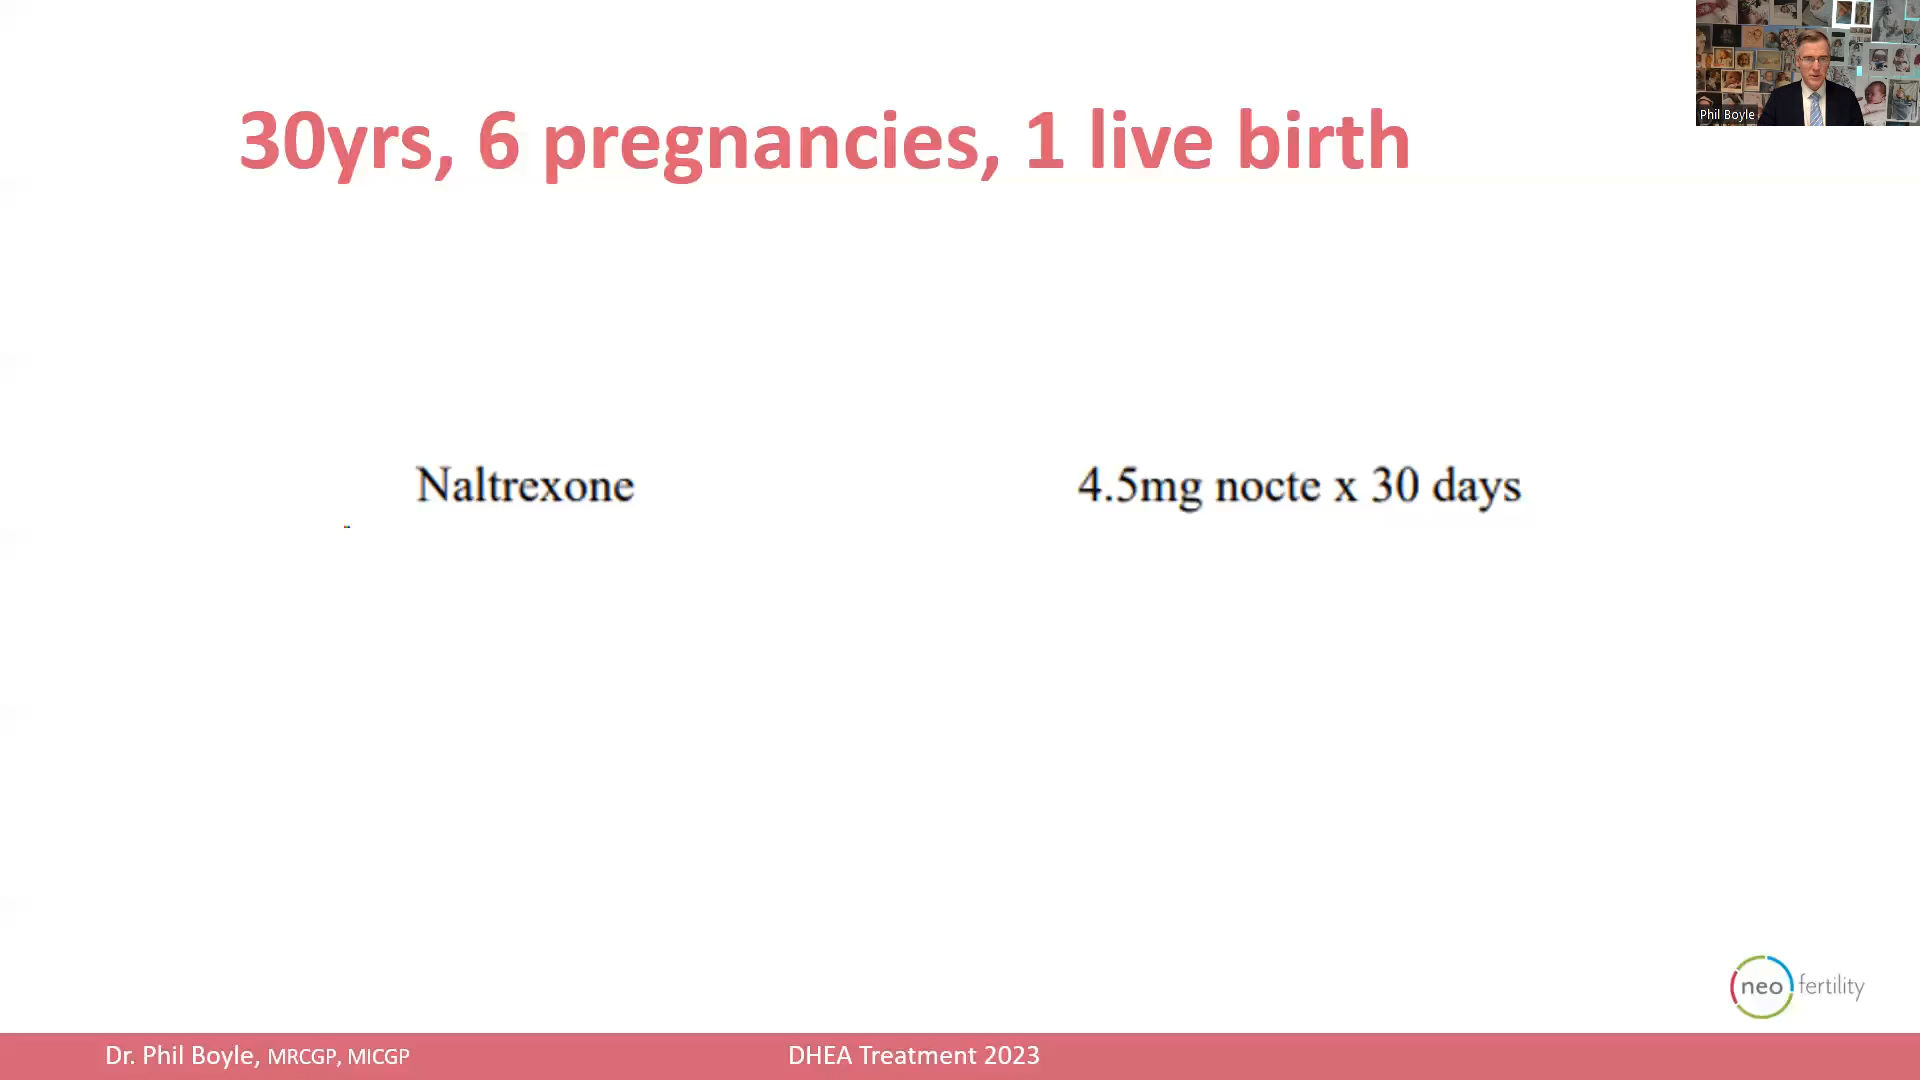 Phil Boyle
30yrs, 6 pregnancies, 1 live birth
Naltrexone 4.5mg nocte x 30 days
neo fertility
Dr. Phil Boyle, MRCGP, MICGP DHEA Treatment 2023